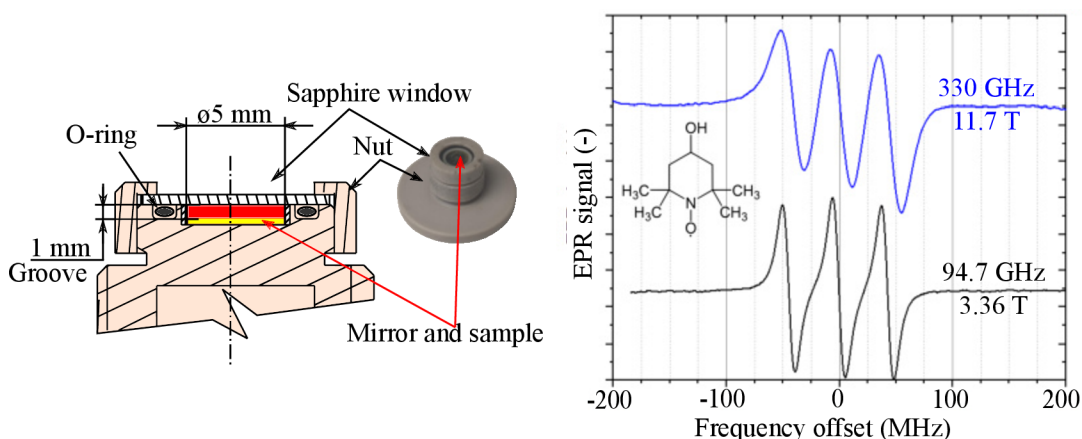 Sapphire window
ø5 mm
O-ring
Nut
1 mm
Groove
Mirror and sample
EPR signal (-)
330 GHz
11.7 T
OH
H₃C
CH₃
H₃C
N
CH₃
O·
94.7 GHz
3.36 T
-200
-100
0
100
200
Frequency offset (MHz)